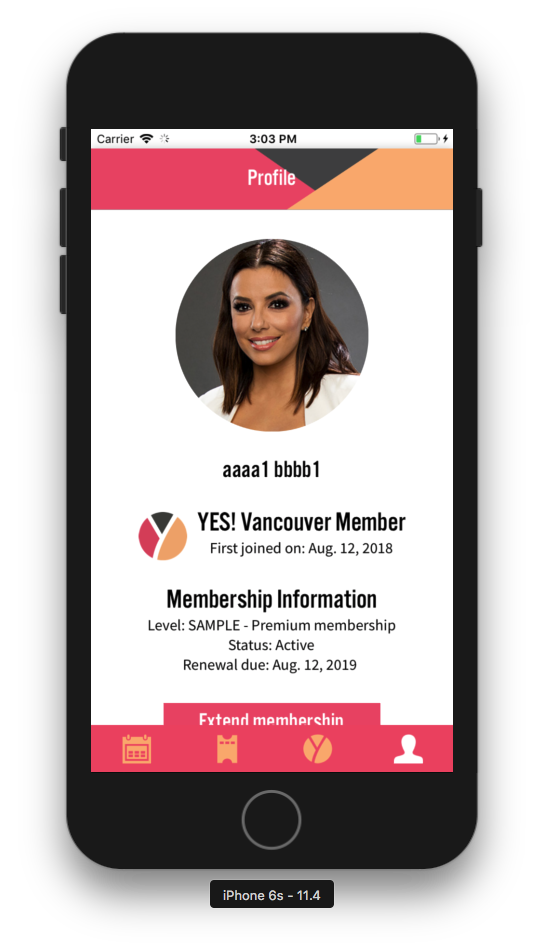 Carrier 3:03 PM
Profile
aaaa1 bbbb1
YES! Vancouver Member
First joined on: Aug. 12, 2018
Membership Information
Level: SAMPLE - Premium membership
Status: Active
Renewal due: Aug. 12, 2019
Extend membership
iPhone 6s - 11.4